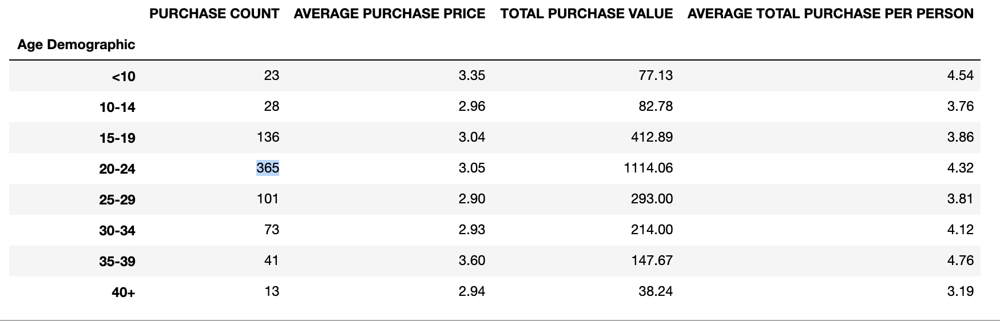 PURCHASE COUNT AVERAGE PURCHASE PRICE TOTAL PURCHASE VALUE AVERAGE TOTAL PURCHASE PER PERSON
Age Demographic
<10 23 3.35 77.13 4.54
10-14 28 2.96 82.78 3.76
15-19 136 3.04 412.89 3.86
20-24 365 3.05 1114.06 4.32
25-29 101 2.90 293.00 3.81
30-34 73 2.93 214.00 4.12
35-39 41 3.60 147.67 4.76
40+ 13 2.94 38.24 3.19